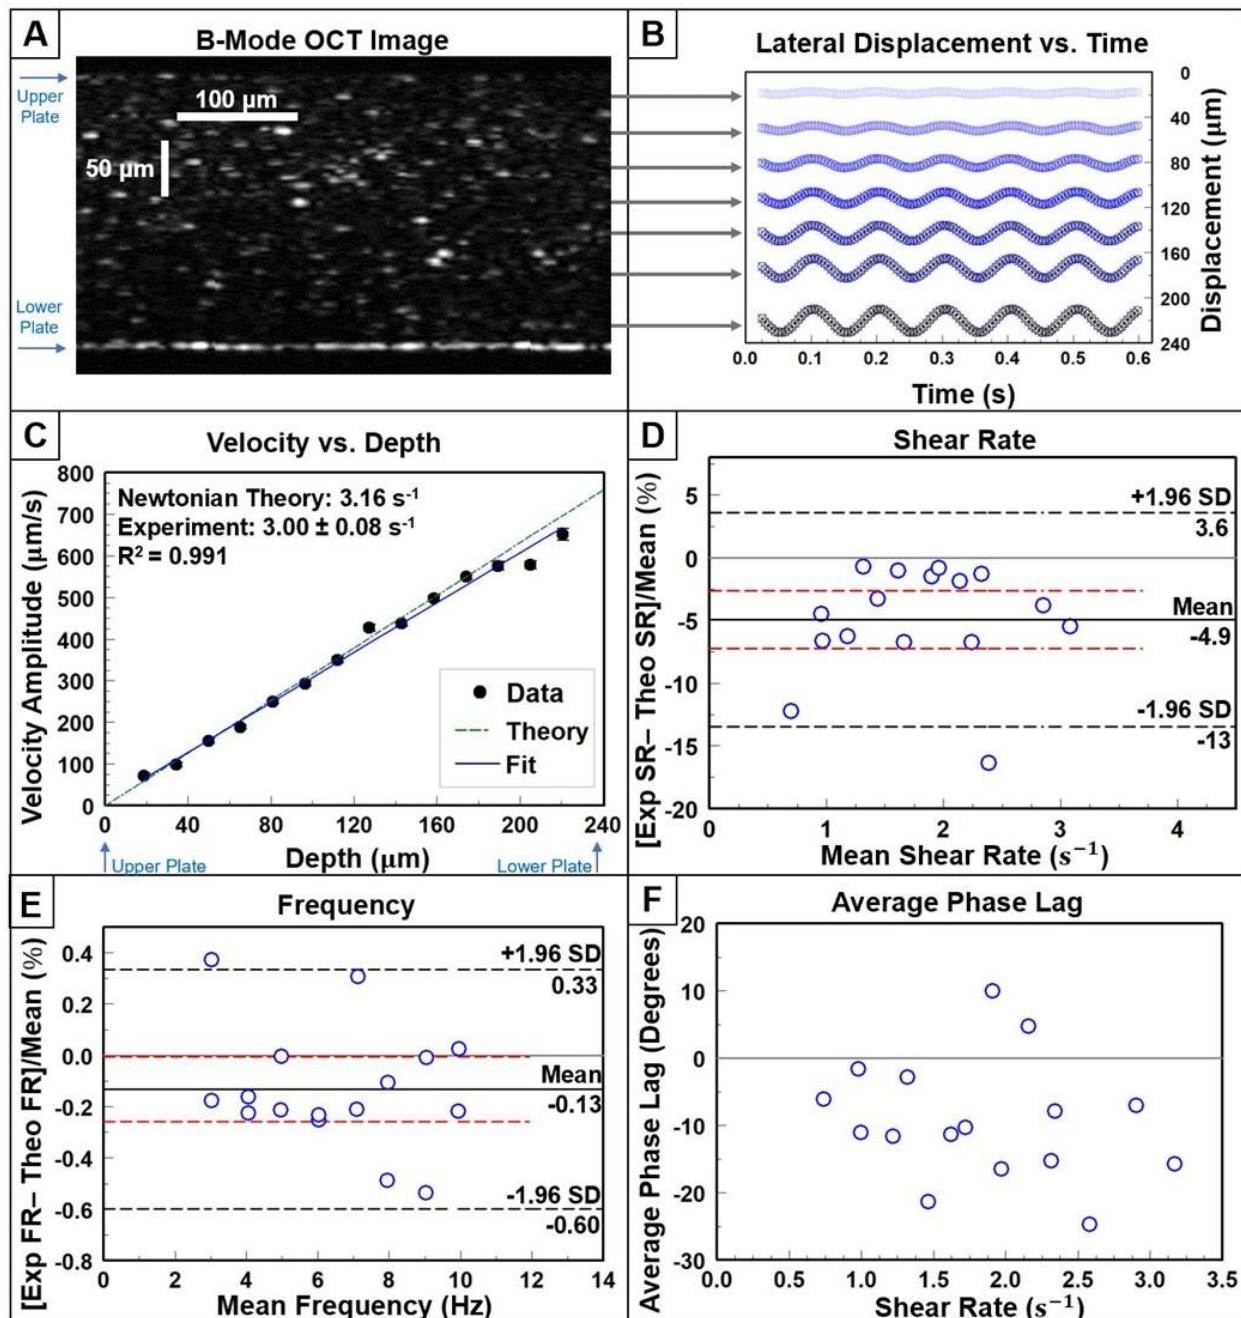 A
B-Mode OCT Image
Upper
Plate
100 µm
50 µm
Lower
Plate
B
Lateral Displacement vs. Time
0
40
80
120
160
200
240
Displacement (µm)
0.0 0.1 0.2 0.3 0.4 0.5 0.6
Time (s)
C
Velocity vs. Depth
Velocity Amplitude (µm/s)
800
700
600
500
400
300
200
100
0
Newtonian Theory: 3.16 s⁻¹
Experiment: 3.00 ± 0.08 s⁻¹
R² = 0.991
Data
Theory
Fit
0 40 80 120 160 200 240
Upper Plate
Depth (µm)
Lower Plate
D
Shear Rate
[Exp SR– Theo SR]/Mean (%)
5
0
-5
-10
-15
-20
+1.96 SD
3.6
Mean
-4.9
-1.96 SD
-13
0 1 2 3 4
Mean Shear Rate (s⁻¹)
E
Frequency
[Exp FR– Theo FR]/Mean (%)
0.4
0.2
0.0
-0.2
-0.4
-0.6
-0.8
+1.96 SD
0.33
Mean
-0.13
-1.96 SD
-0.60
0 2 4 6 8 10 12 14
Mean Frequency (Hz)
F
Average Phase Lag
Average Phase Lag (Degrees)
20
10
0
-10
-20
-30
0.0 0.5 1.0 1.5 2.0 2.5 3.0 3.5
Shear Rate (s⁻¹)